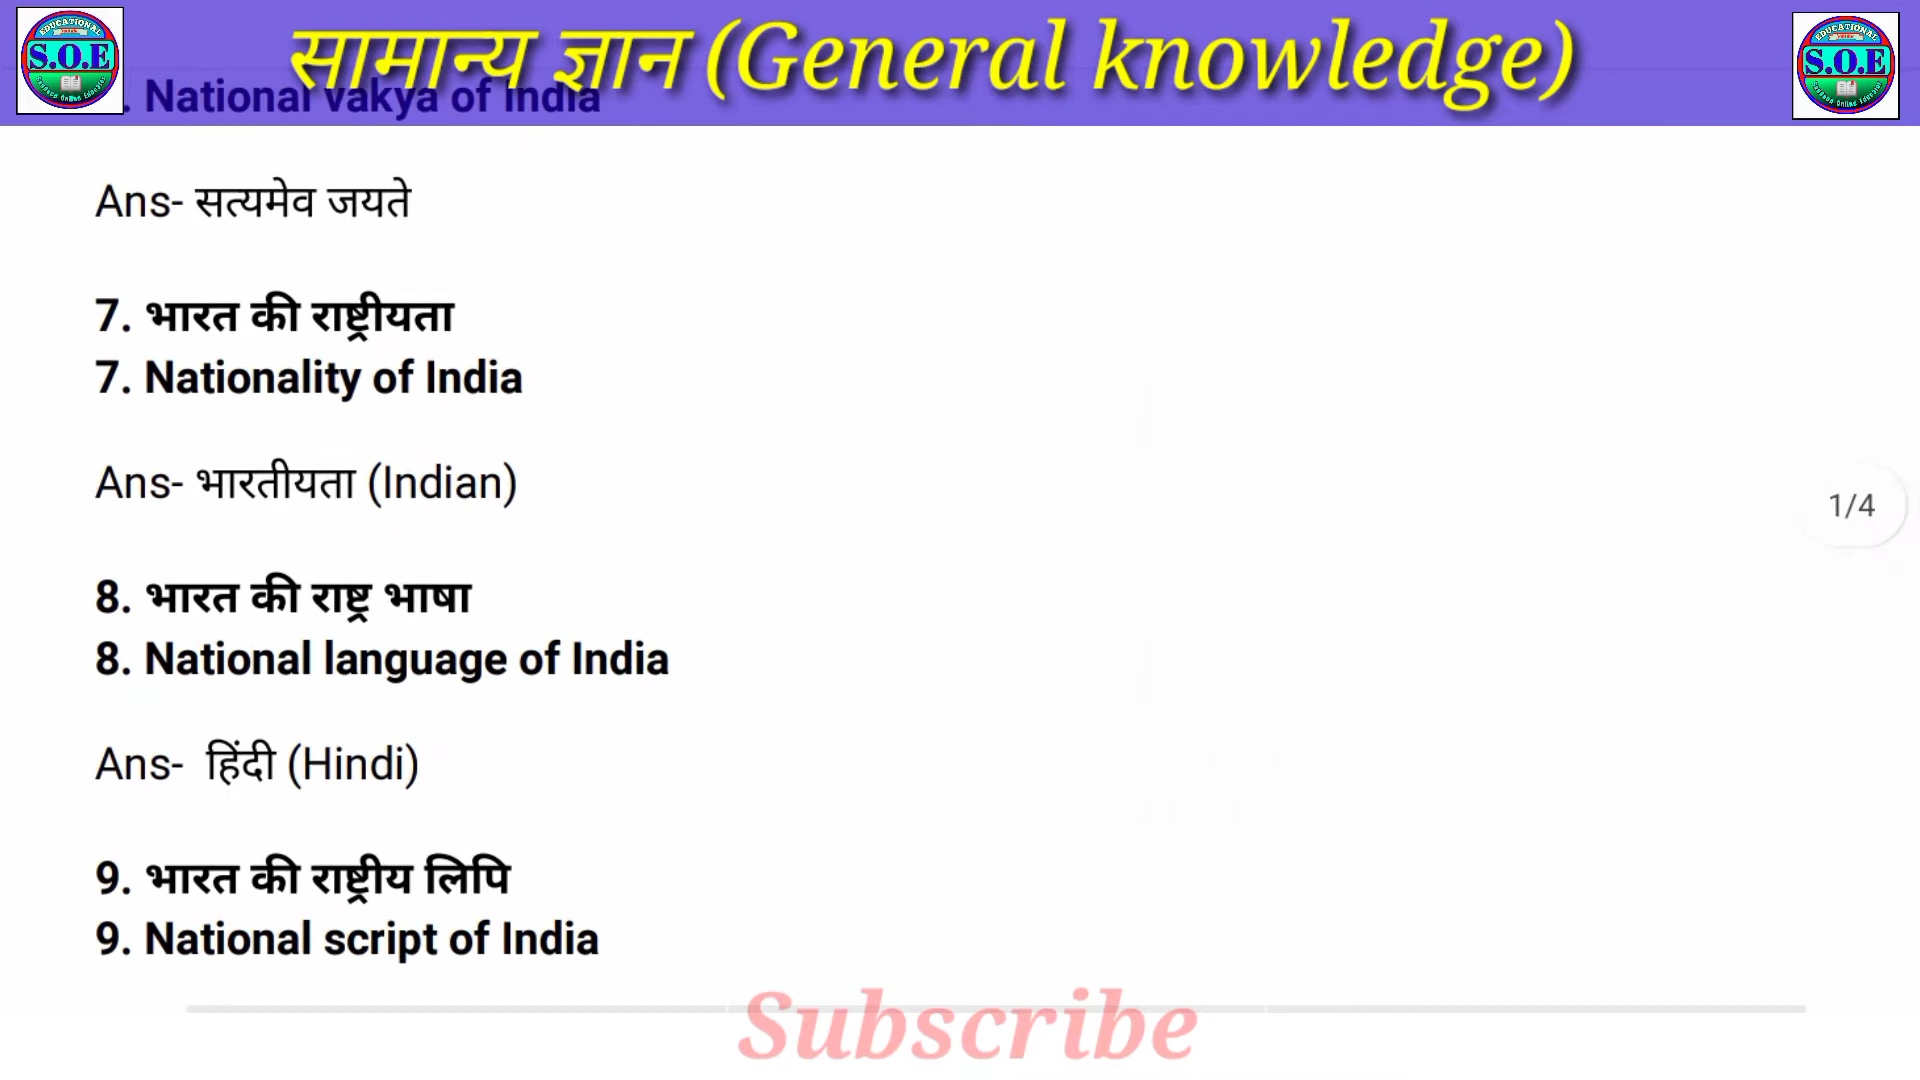 सामान्य ज्ञान (General knowledge)
EDUCATIONAL
S.O.E
EDUCATIONAL
S.O.E
. National vakya of India
Ans- सत्यमेव जयते
7. भारत की राष्ट्रीयता
7. Nationality of India
Ans- भारतीयता (Indian)
1/4
8. भारत की राष्ट्र भाषा
8. National language of India
Ans- हिंदी (Hindi)
9. भारत की राष्ट्रीय लिपि
9. National script of India
Subscribe